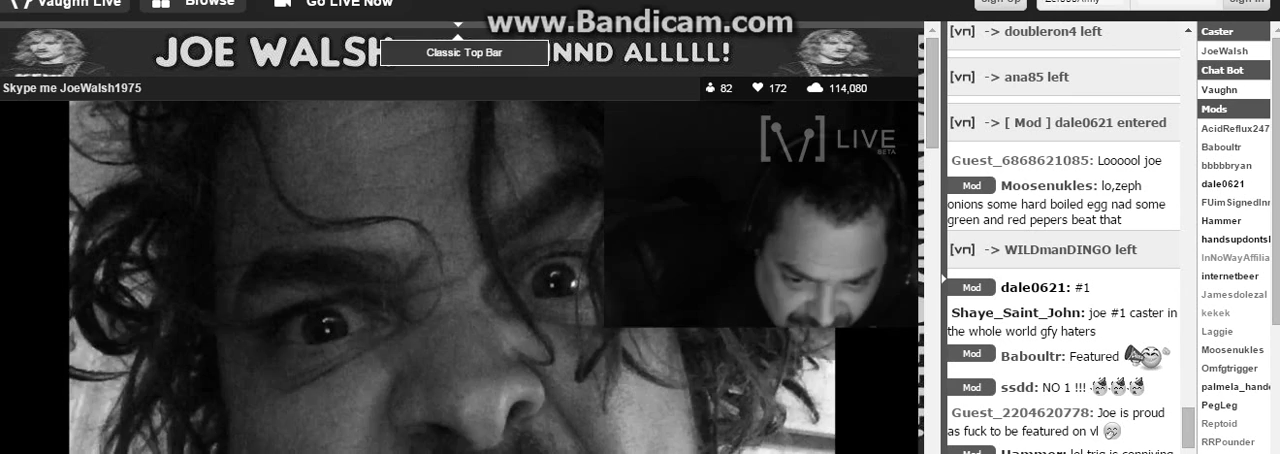 Vaughn Live
Browse
Go LIVE Now
Sign Up
www.Bandicam.com
JOE WALSH
NND ALLLLL!
Classic Top Bar
Skype me JoeWalsh1975
82
172
114,080
LIVE
BETA
[vn] -> doubleron4 left
[vn] -> ana85 left
[vn] -> [ Mod ] dale0621 entered
Guest_6868621085: Loooool joe
Mod Moosenukles: lo,zeph
onions some hard boiled egg nad some
green and red pepers beat that
[vn] -> WILDmanDINGO left
Mod dale0621: #1
Shaye_Saint_John: joe #1 caster in
the whole world gfy haters
Mod Baboultr: Featured
Mod ssdd: NO 1 !!!
Guest_2204620778: Joe is proud
as fuck to be featured on vl
Caster
JoeWalsh
Chat Bot
Vaughn
Mods
AcidReflux247
Baboultr
bbbbbryan
dale0621
FUimSignedInn
Hammer
handsupdontsh
InNoWayAffilia
internetbeer
Jamesdolezal
kekek
Laggie
Moosenukles
Omfgtrigger
palmela_hande
PegLeg
Reptoid
RRPounder